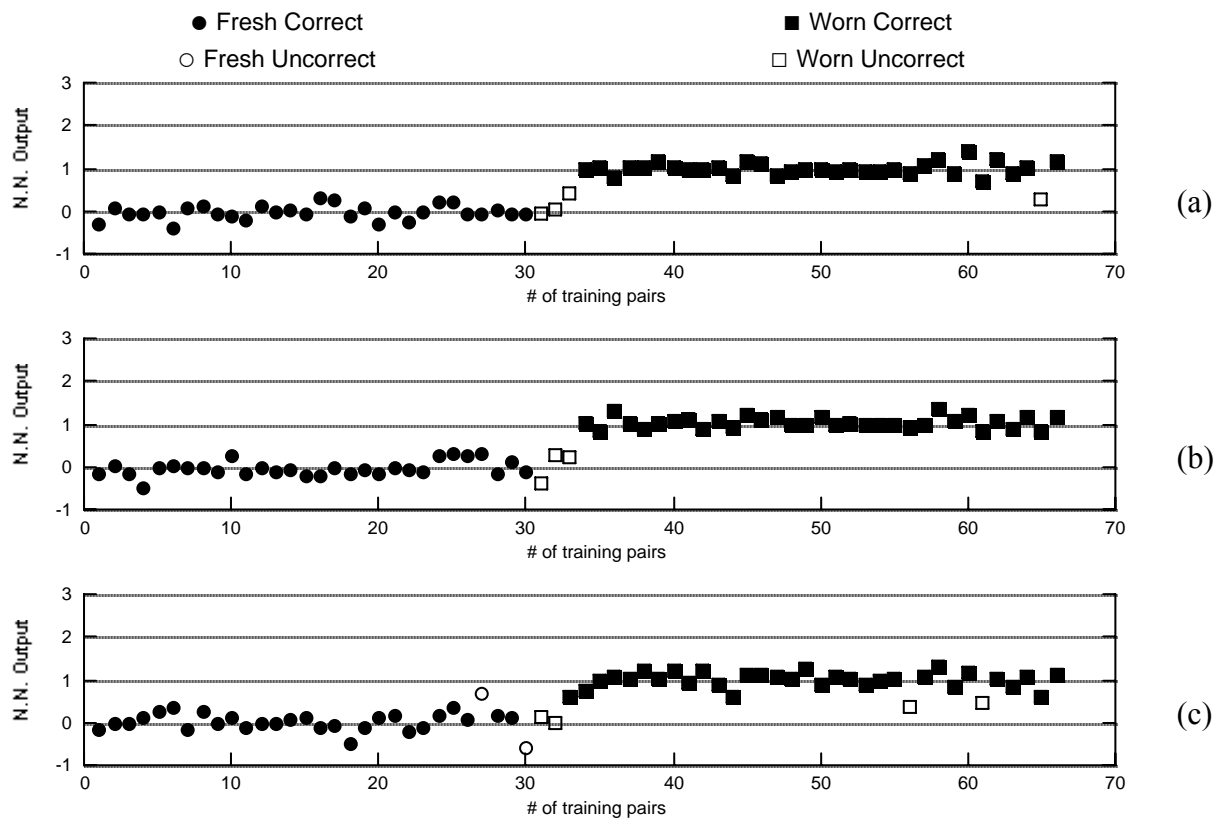 Fresh Correct Worn Correct
Fresh Uncorrect Worn Uncorrect
3
2
1
0
-1
N.N. Output
0 10 20 30 40 50 60 70
# of training pairs
(a)
3
2
1
0
-1
N.N. Output
0 10 20 30 40 50 60 70
# of training pairs
(b)
3
2
1
0
-1
N.N. Output
0 10 20 30 40 50 60 70
# of training pairs
(c)